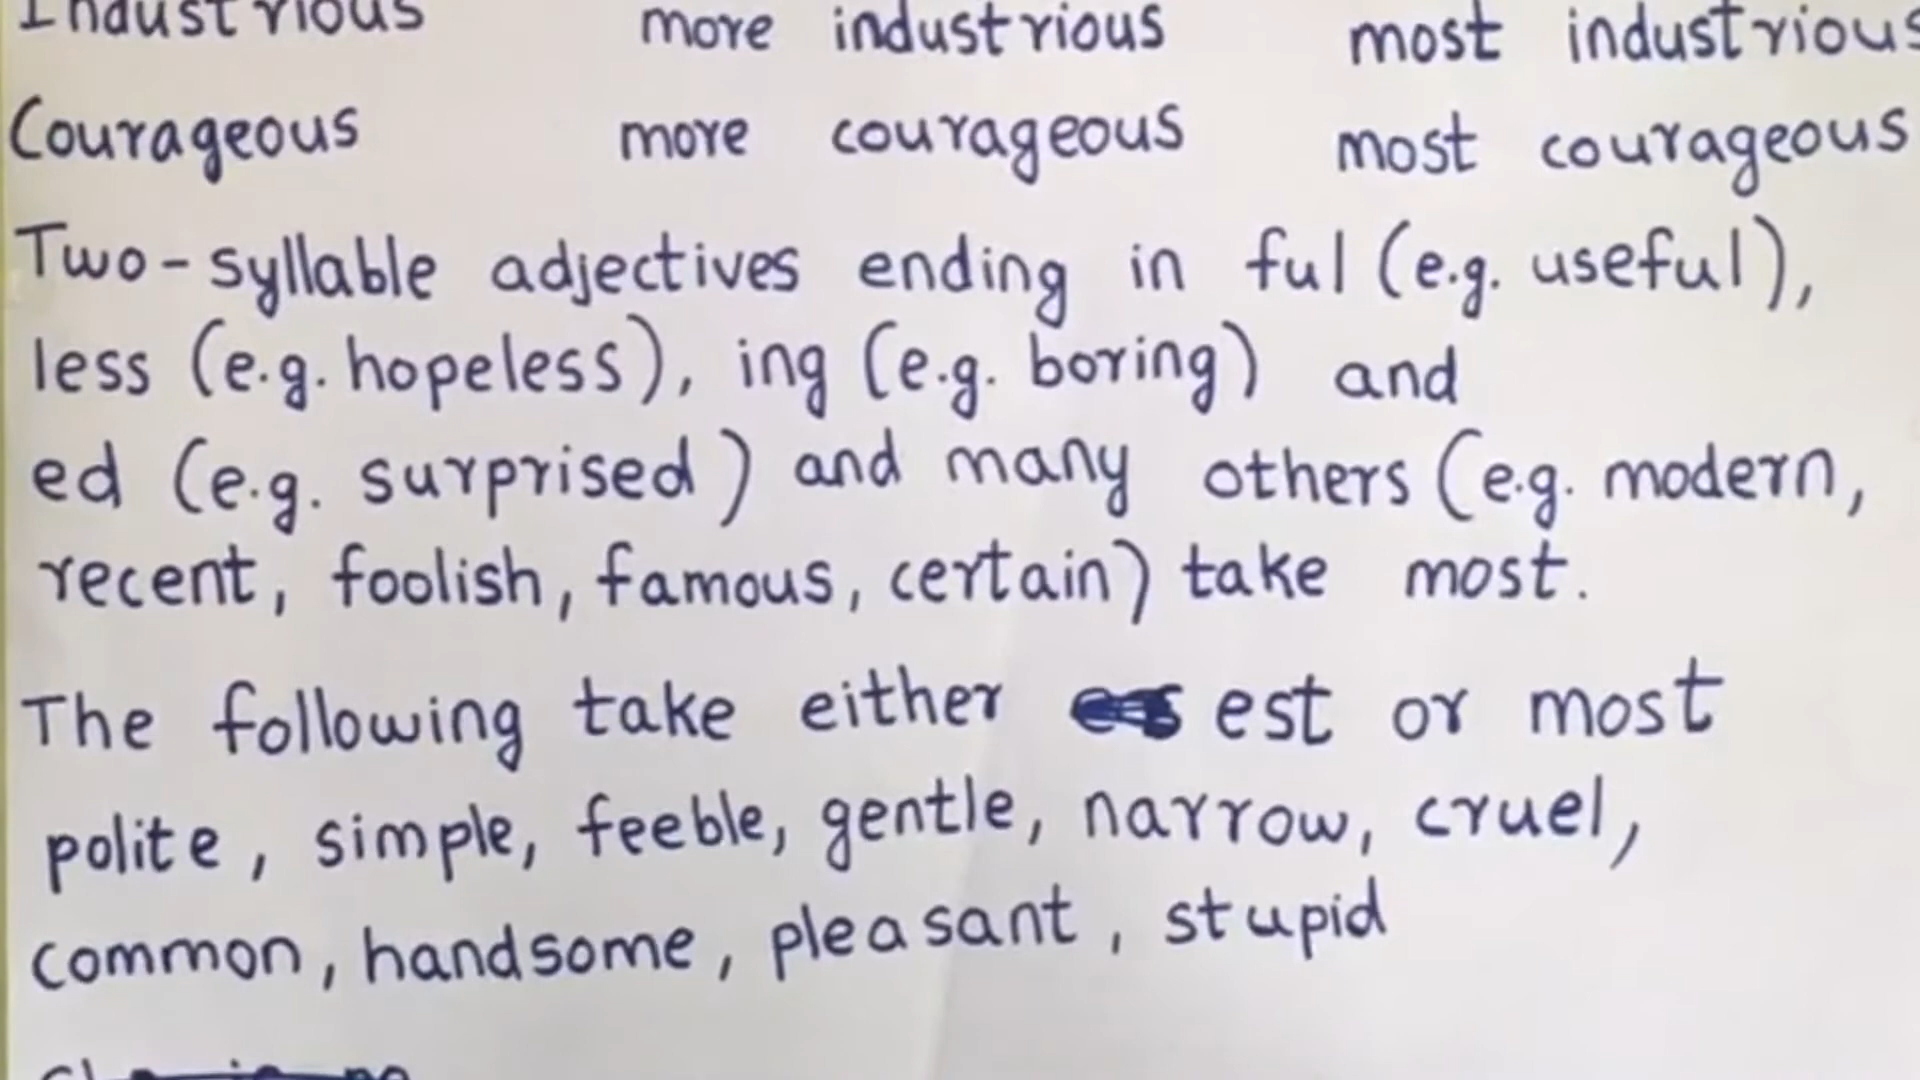 Industrious more industrious most industrious
Courageous more courageous most courageous
Two-syllable adjectives ending in ful (e.g. useful),
less (e.g. hopeless), ing (e.g. boring) and
ed (e.g. surprised) and many others (e.g. modern,
recent, foolish, famous, certain) take most.
The following take either est or most
polite, simple, feeble, gentle, narrow, cruel,
common, handsome, pleasant, stupid